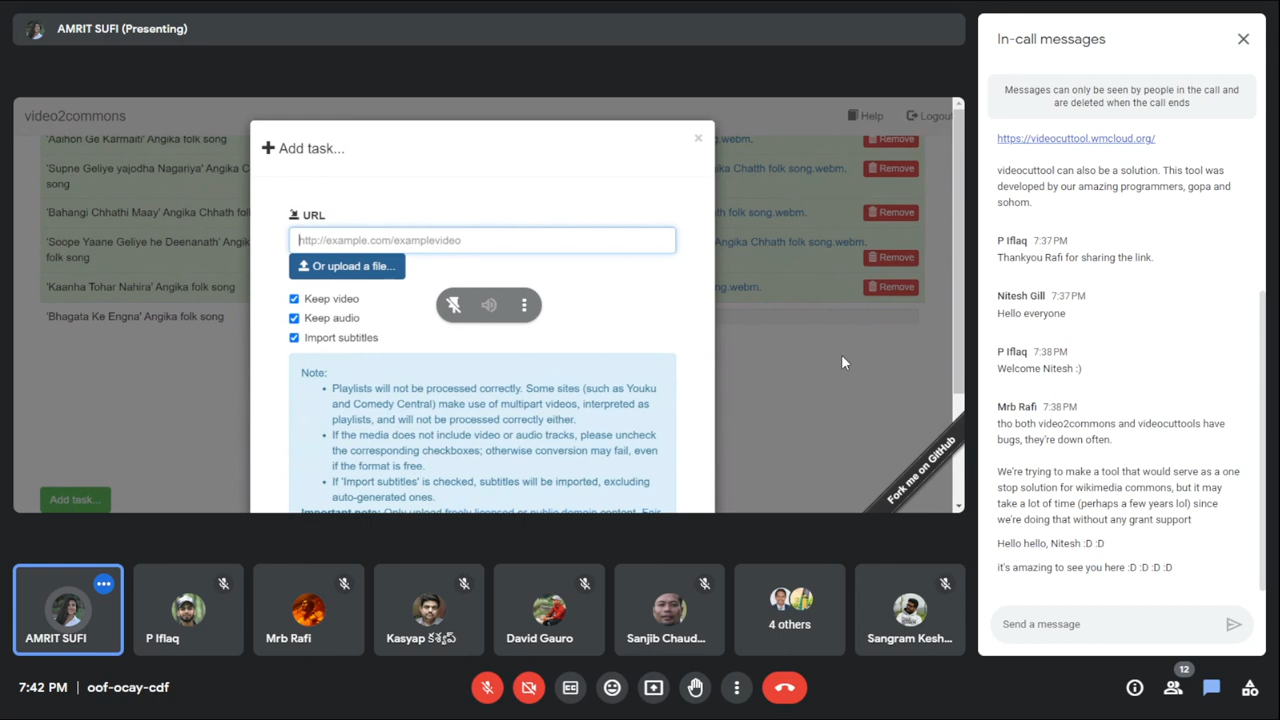 AMRIT SUFI (Presenting)
video2commons
Help
Logout
'Aaihon Ge Karmaiti' Angika folk song
Remove
'Supne Geliye yajodha Nagariya' Angika C
song
ka Chatth folk song.webm.
Remove
'Bahangi Chhathi Maay' Angika Chhath fol
folk song.webm.
Remove
'Soope Yaane Geliye he Deenanath' Angik
folk song
Angika Chhath folk song.webm.
Remove
'Kaanha Tohar Nahira' Angika folk song
Remove
'Bhagata Ke Engna' Angika folk song
Add task...
Fork me on GitHub
Add task...
×
URL
http://example.com/examplevideo
Or upload a file...
Keep video
Keep audio
Import subtitles
Note:
• Playlists will not be processed correctly. Some sites (such as Youku
and Comedy Central) make use of multipart videos, interpreted as
playlists, and will not be processed correctly either.
• If the media does not include video or audio tracks, please uncheck
the corresponding checkboxes; otherwise conversion may fail, even
if the format is free.
• If 'Import subtitles' is checked, subtitles will be imported, excluding
auto-generated ones.
Important note: Only upload freely licensed or public domain content. Fair
AMRIT SUFI
P Iflaq
Mrb Rafi
Kasyap కశ్యప్
David Gauro
Sanjib Chaud...
4 others
Sangram Kesh...
7:42 PM | oof-ocay-cdf
12
In-call messages
Messages can only be seen by people in the call and
are deleted when the call ends
https://videocuttool.wmcloud.org/
videocuttool can also be a solution. This tool was
developed by our amazing programmers, gopa and
sohom.
P Iflaq 7:37 PM
Thankyou Rafi for sharing the link.
Nitesh Gill 7:37 PM
Hello everyone
P Iflaq 7:38 PM
Welcome Nitesh :)
Mrb Rafi 7:38 PM
tho both video2commons and videocuttools have
bugs, they're down often.
We're trying to make a tool that would serve as a one
stop solution for wikimedia commons, but it may
take a lot of time (perhaps a few years lol) since
we're doing that without any grant support
Hello hello, Nitesh :D :D
it's amazing to see you here :D :D :D :D
Send a message